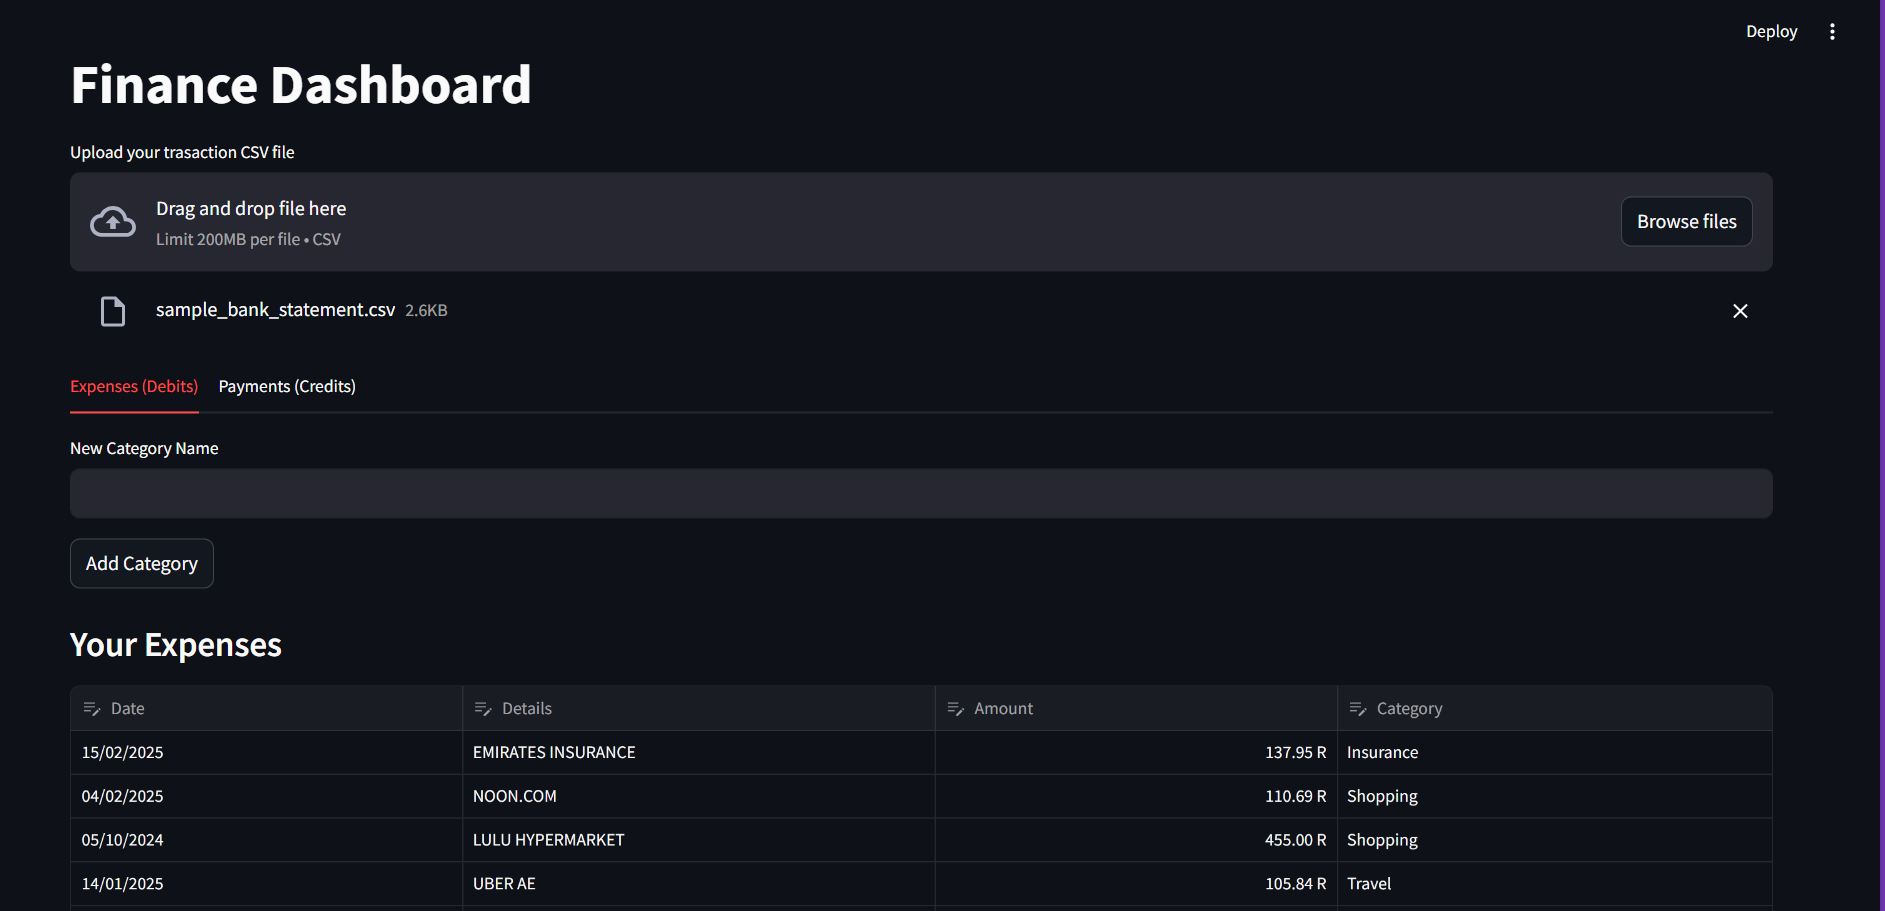 Deploy
Finance Dashboard
Upload your trasaction CSV file
Drag and drop file here
Limit 200MB per file • CSV
Browse files
sample_bank_statement.csv 2.6KB
Expenses (Debits) Payments (Credits)
New Category Name
Add Category
Your Expenses
Date Details Amount Category
15/02/2025 EMIRATES INSURANCE 137.95 R Insurance
04/02/2025 NOON.COM 110.69 R Shopping
05/10/2024 LULU HYPERMARKET 455.00 R Shopping
14/01/2025 UBER AE 105.84 R Travel